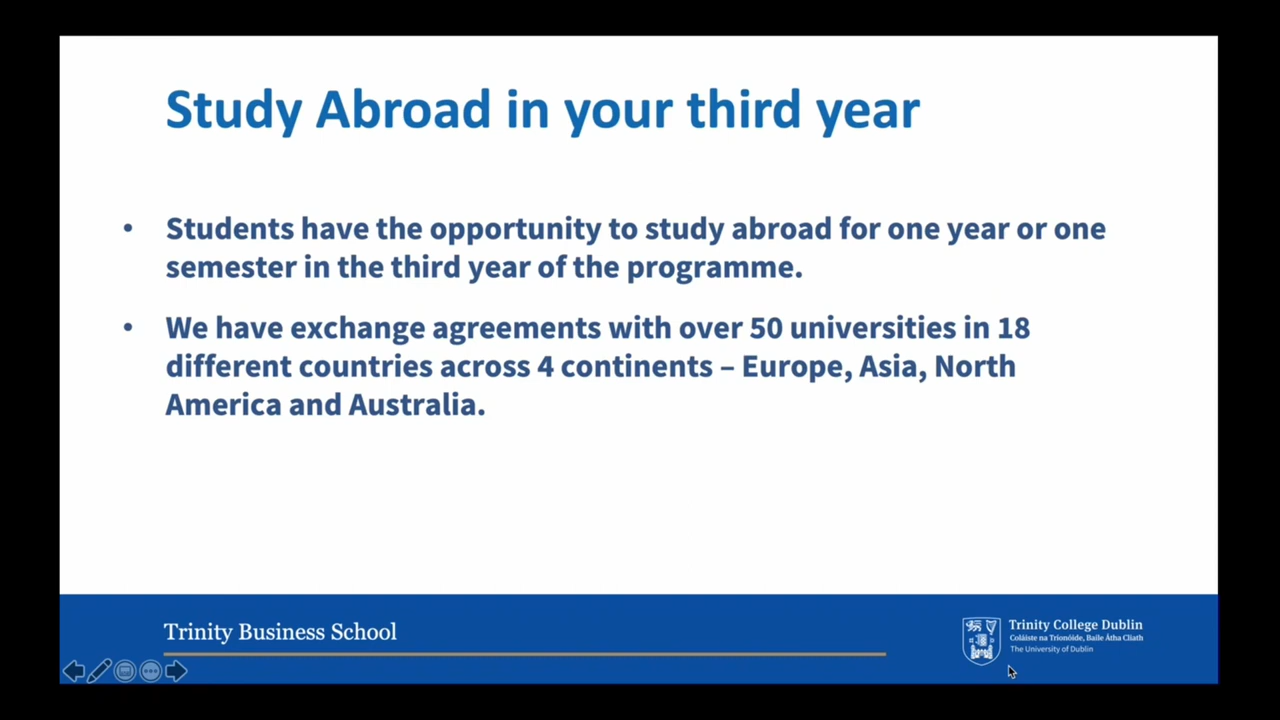 Study Abroad in your third year
• Students have the opportunity to study abroad for one year or one
semester in the third year of the programme.
• We have exchange agreements with over 50 universities in 18
different countries across 4 continents – Europe, Asia, North
America and Australia.
Trinity Business School
Trinity College Dublin
Coláiste na Tríonóide, Baile Átha Cliath
The University of Dublin